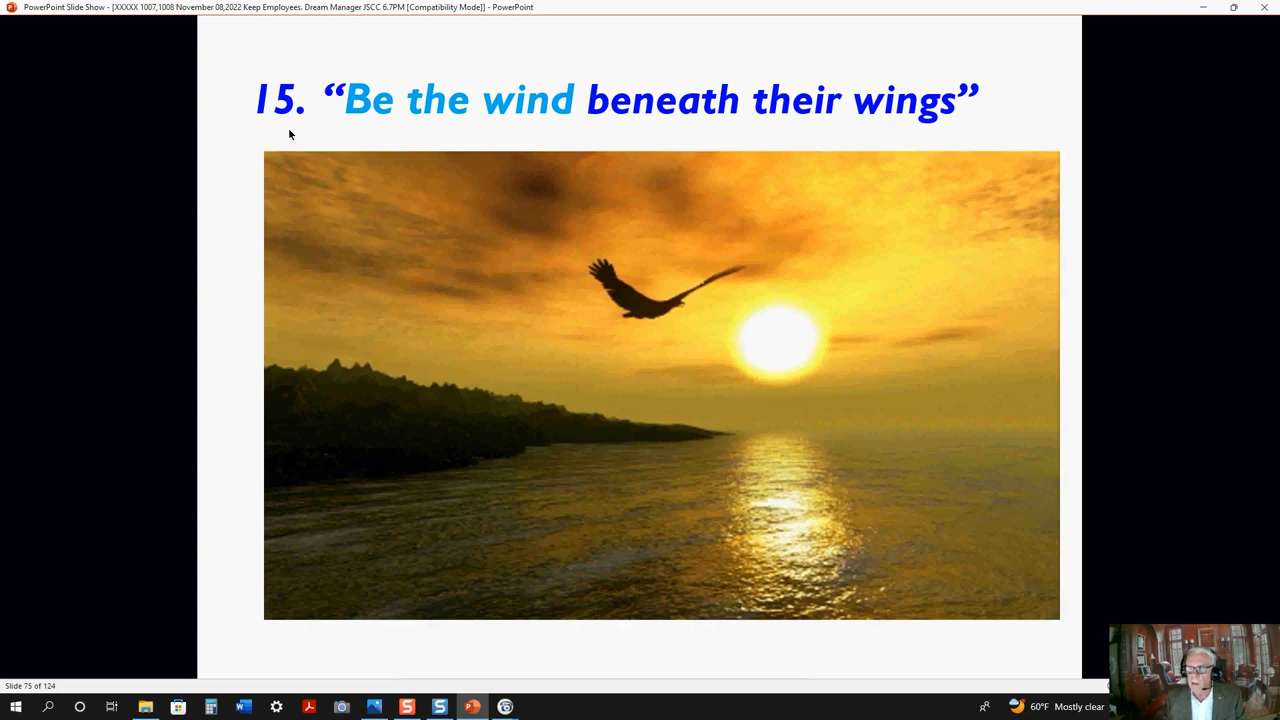 PowerPoint Slide Show - [XXXXX 1007,1008 November 08,2022 Keep Employees. Dream Manager JSCC 6.7PM [Compatibility Mode]] - PowerPoint
15. “Be the wind beneath their wings”
Slide 75 of 124
60°F Mostly clear